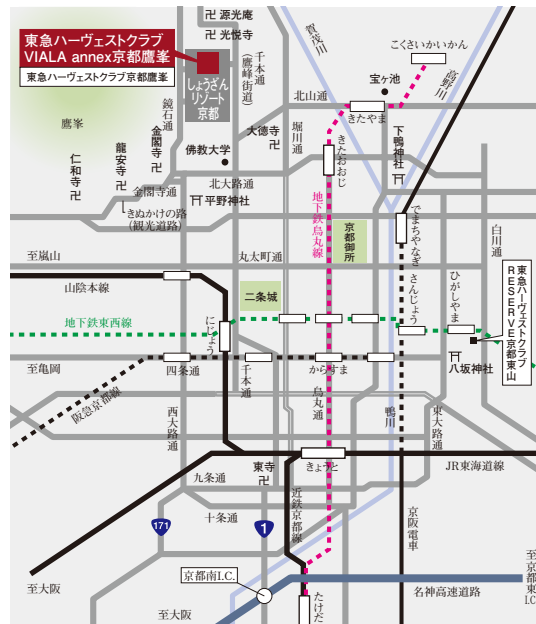 卍 源光庵
卍 光悦寺
東急ハーヴェストクラブ
VIALA annex京都鷹峯
東急ハーヴェストクラブ京都鷹峯
しょうざん
リゾート
京都
千本通
(鷹峰街道)
賀茂川
こくさいかいかん
高野川
宝ヶ池
北山通
きたやま
鷹峯
鏡石通
金閣寺卍
龍安寺卍
仁和寺卍
大徳寺卍
佛教大学
堀川通
きたおおじ
下鴨神社
北大路通
金閣寺通
平野神社
きぬかけの路
(観光道路)
地下鉄烏丸線
京都御所
でまちやなぎ
白川通
至嵐山
丸太町通
山陰本線
二条城
にじょう
さんじょう
ひがしやま
東急ハーヴェストクラブ
RESERVE京都東山
地下鉄東西線
八坂神社
至亀岡
四条通
千本通
からすま
阪急京都線
西大路通
烏丸通
鴨川
東大路通
東寺
卍
きょうと
JR東海道線
九条通
十条通
近鉄京都線
京阪電車
171
1
京都南I.C.
至大阪
至大阪
たけだ
名神高速道路
至京都東I.C.